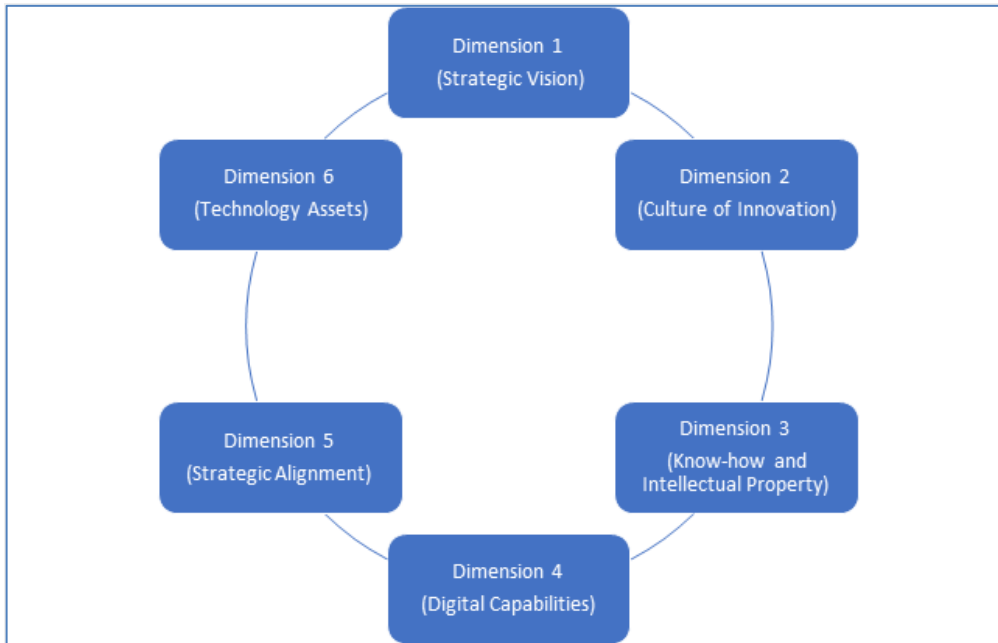 Dimension 1
(Strategic Vision)
Dimension 2
(Culture of Innovation)
Dimension 3
(Know-how and
Intellectual Property)
Dimension 4
(Digital Capabilities)
Dimension 5
(Strategic Alignment)
Dimension 6
(Technology Assets)